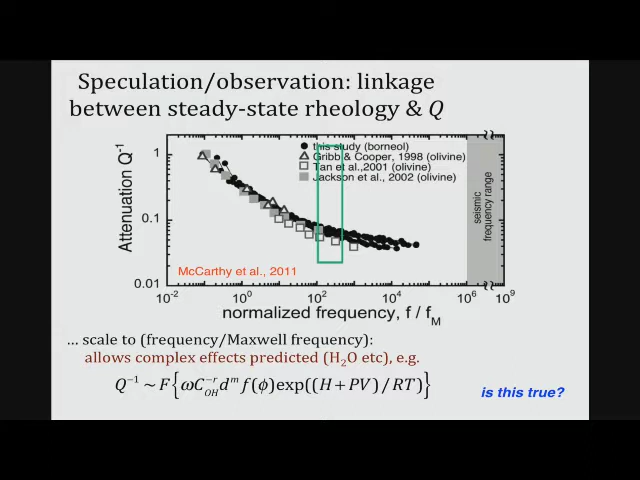 Speculation/observation: linkage
between steady-state rheology & Q
Attenuation Q⁻¹
1
0.1
0.01
this study (borneol)
Gribb & Cooper, 1998 (olivine)
Tan et al.,2001 (olivine)
Jackson et al., 2002 (olivine)
seismic
frequency range
McCarthy et al., 2011
10⁻² 10⁰ 10² 10⁴ 10⁶ 10⁹
normalized frequency, f / f_M
... scale to (frequency/Maxwell frequency):
allows complex effects predicted (H₂O etc), e.g.
Q⁻¹ ~ F{ωC_OH⁻ʳdᵐ f(ϕ)exp((H+PV)/RT)}
is this true?